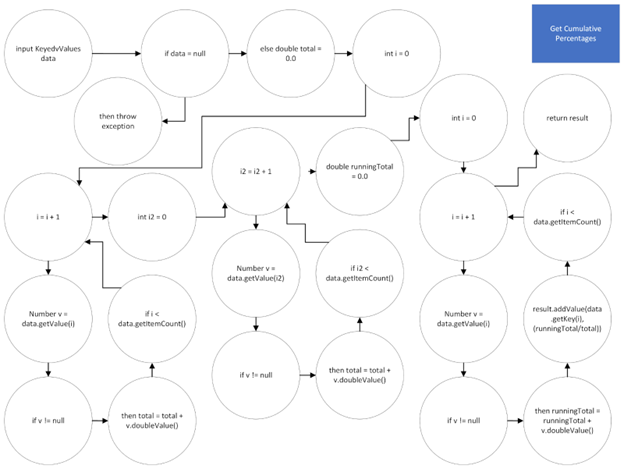 Get Cumulative
Percentages
input KeyedvValues
data
if data = null
else double total =
0.0
int i = 0
then throw
exception
int i = 0
return result
i2 = i2 + 1
double runningTotal
= 0.0
i = i + 1
int i2 = 0
i = i + 1
if i <
data.getItemCount()
Number v =
data.getValue(i2)
if i2 <
data.getItemCount()
Number v =
data.getValue(i)
if i <
data.getItemCount()
Number v =
data.getValue(i)
result.addValue(data
.getKey(i),
(runningTotal/total))
if v != null
then total = total +
v.doubleValue()
if v != null
then total = total +
v.doubleValue()
if v != null
then runningTotal =
runningTotal +
v.doubleValue()